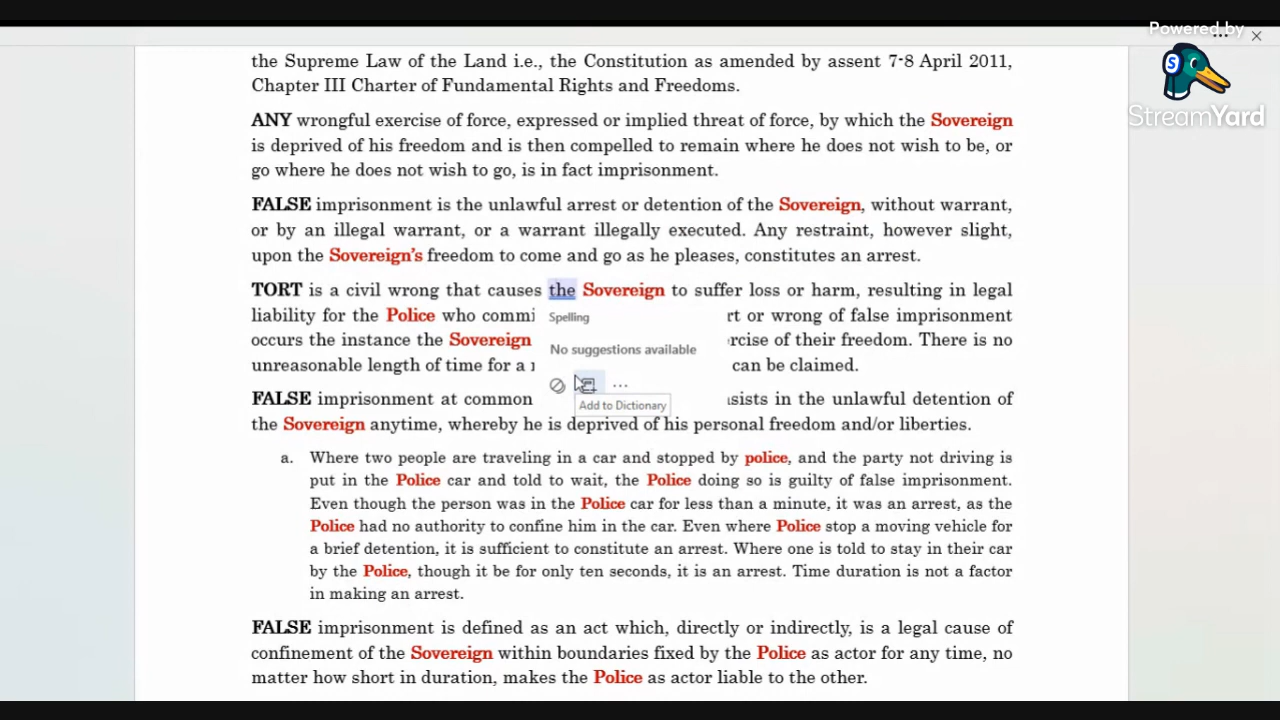 Powered by
StreamYard
the Supreme Law of the Land i.e., the Constitution as amended by assent 7-8 April 2011,
Chapter III Charter of Fundamental Rights and Freedoms.
ANY wrongful exercise of force, expressed or implied threat of force, by which the Sovereign
is deprived of his freedom and is then compelled to remain where he does not wish to be, or
go where he does not wish to go, is in fact imprisonment.
FALSE imprisonment is the unlawful arrest or detention of the Sovereign, without warrant,
or by an illegal warrant, or a warrant illegally executed. Any restraint, however slight,
upon the Sovereign's freedom to come and go as he pleases, constitutes an arrest.
TORT is a civil wrong that causes the Sovereign to suffer loss or harm, resulting in legal
liability for the Police who commi rt or wrong of false imprisonment
occurs the instance the Sovereign rcise of their freedom. There is no
unreasonable length of time for a can be claimed.
Spelling
No suggestions available
...
Add to Dictionary
FALSE imprisonment at common sists in the unlawful detention of
the Sovereign anytime, whereby he is deprived of his personal freedom and/or liberties.
a. Where two people are traveling in a car and stopped by police, and the party not driving is
put in the Police car and told to wait, the Police doing so is guilty of false imprisonment.
Even though the person was in the Police car for less than a minute, it was an arrest, as the
Police had no authority to confine him in the car. Even where Police stop a moving vehicle for
a brief detention, it is sufficient to constitute an arrest. Where one is told to stay in their car
by the Police, though it be for only ten seconds, it is an arrest. Time duration is not a factor
in making an arrest.
FALSE imprisonment is defined as an act which, directly or indirectly, is a legal cause of
confinement of the Sovereign within boundaries fixed by the Police as actor for any time, no
matter how short in duration, makes the Police as actor liable to the other.